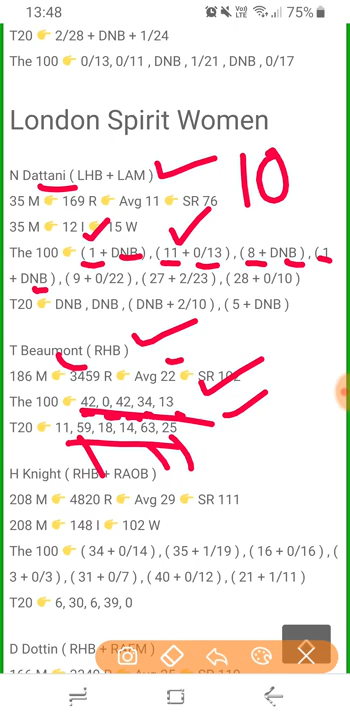 13:48 Vo)) LTE 75%
T20 👉 2/28 + DNB + 1/24
The 100 👉 0/13, 0/11 , DNB , 1/21 , DNB , 0/17
London Spirit Women
N Dattani ( LHB + LAM )
10
35 M 👉 169 R 👉 Avg 11 👉 SR 76
35 M 👉 12 I 👉 15 W
The 100 👉 ( 1 + DNB ) , ( 11 + 0/13 ) , ( 8 + DNB ) , ( 1
+ DNB ) , ( 9 + 0/22 ) , ( 27 + 2/23 ) , ( 28 + 0/10 )
T20 👉 DNB , DNB , ( DNB + 2/10 ) , ( 5 + DNB )
T Beaumont ( RHB )
186 M 👉 3459 R 👉 Avg 22 👉 SR 102
The 100 👉 42, 0, 42, 34, 13
T20 👉 11, 59, 18, 14, 63, 25
H Knight ( RHB + RAOB )
208 M 👉 4820 R 👉 Avg 29 👉 SR 111
208 M 👉 148 I 👉 102 W
The 100 👉 ( 34 + 0/14 ) , ( 35 + 1/19 ) , ( 16 + 0/16 ) , (
3 + 0/3 ) , ( 31 + 0/7 ) , ( 40 + 0/12 ) , ( 21 + 1/11 )
T20 👉 6, 30, 6, 39, 0
D Dottin ( RHB + RAFM )